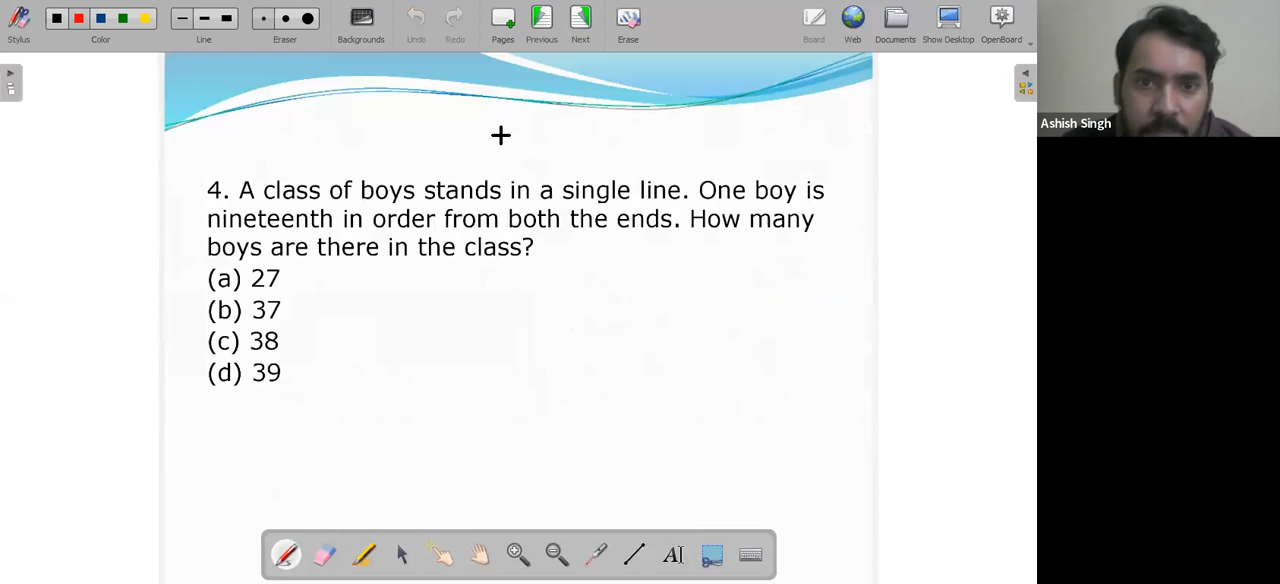 Stylus
Color
Line
Eraser
Backgrounds
Undo
Redo
Pages
Previous
Next
Erase
Board
Web
Documents
Show Desktop
OpenBoard
Ashish Singh
4. A class of boys stands in a single line. One boy is
nineteenth in order from both the ends. How many
boys are there in the class?
(a) 27
(b) 37
(c) 38
(d) 39
AI